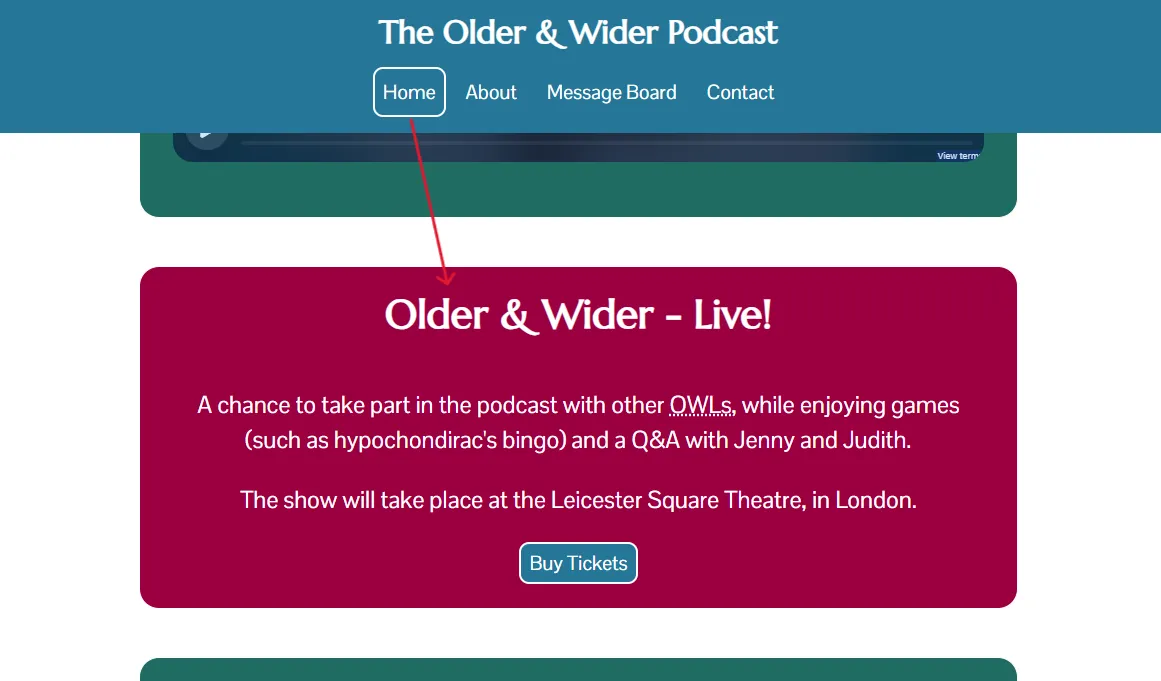 The Older & Wider Podcast
Home About Message Board Contact
View term
Older & Wider - Live!
A chance to take part in the podcast with other OWLs, while enjoying games
(such as hypochondirac's bingo) and a Q&A with Jenny and Judith.
The show will take place at the Leicester Square Theatre, in London.
Buy Tickets